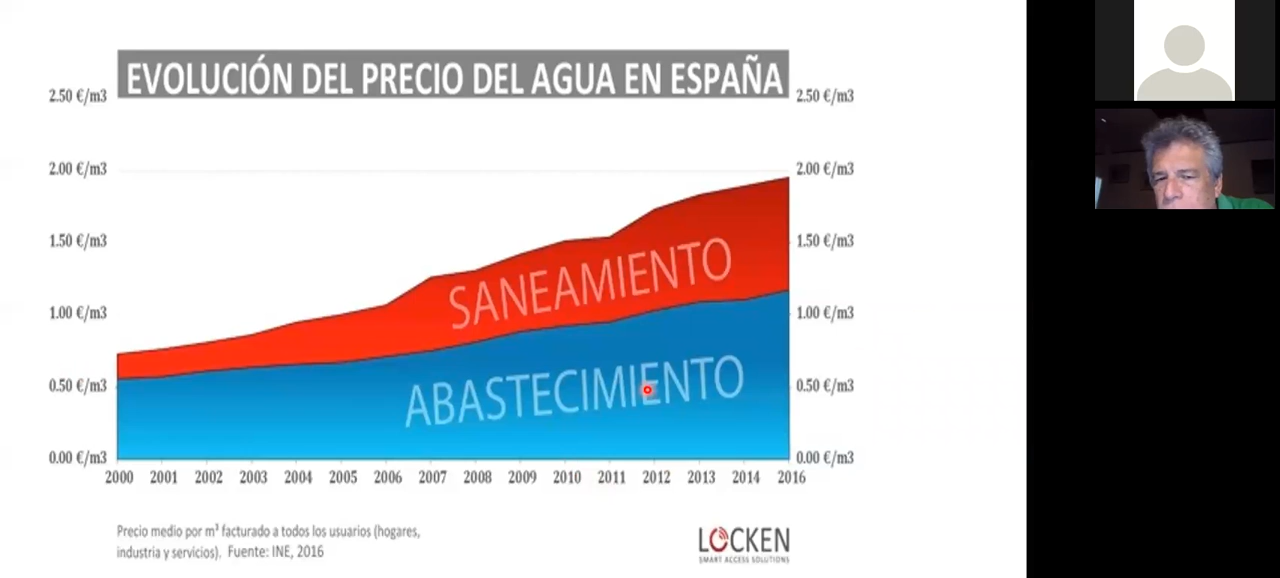 EVOLUCIÓN DEL PRECIO DEL AGUA EN ESPAÑA
2.50 €/m3 2.50 €/m3
2.00 €/m3 2.00 €/m3
1.50 €/m3 1.50 €/m3
SANEAMIENTO
1.00 €/m3 1.00 €/m3
ABASTECIMIENTO
0.50 €/m3 0.50 €/m3
0.00 €/m3 0.00 €/m3
2000 2001 2002 2003 2004 2005 2006 2007 2008 2009 2010 2011 2012 2013 2014 2016
Precio medio por m³ facturado a todos los usuarios (hogares,
industria y servicios). Fuente: INE, 2016
LOCKEN
SMART ACCESS SOLUTIONS